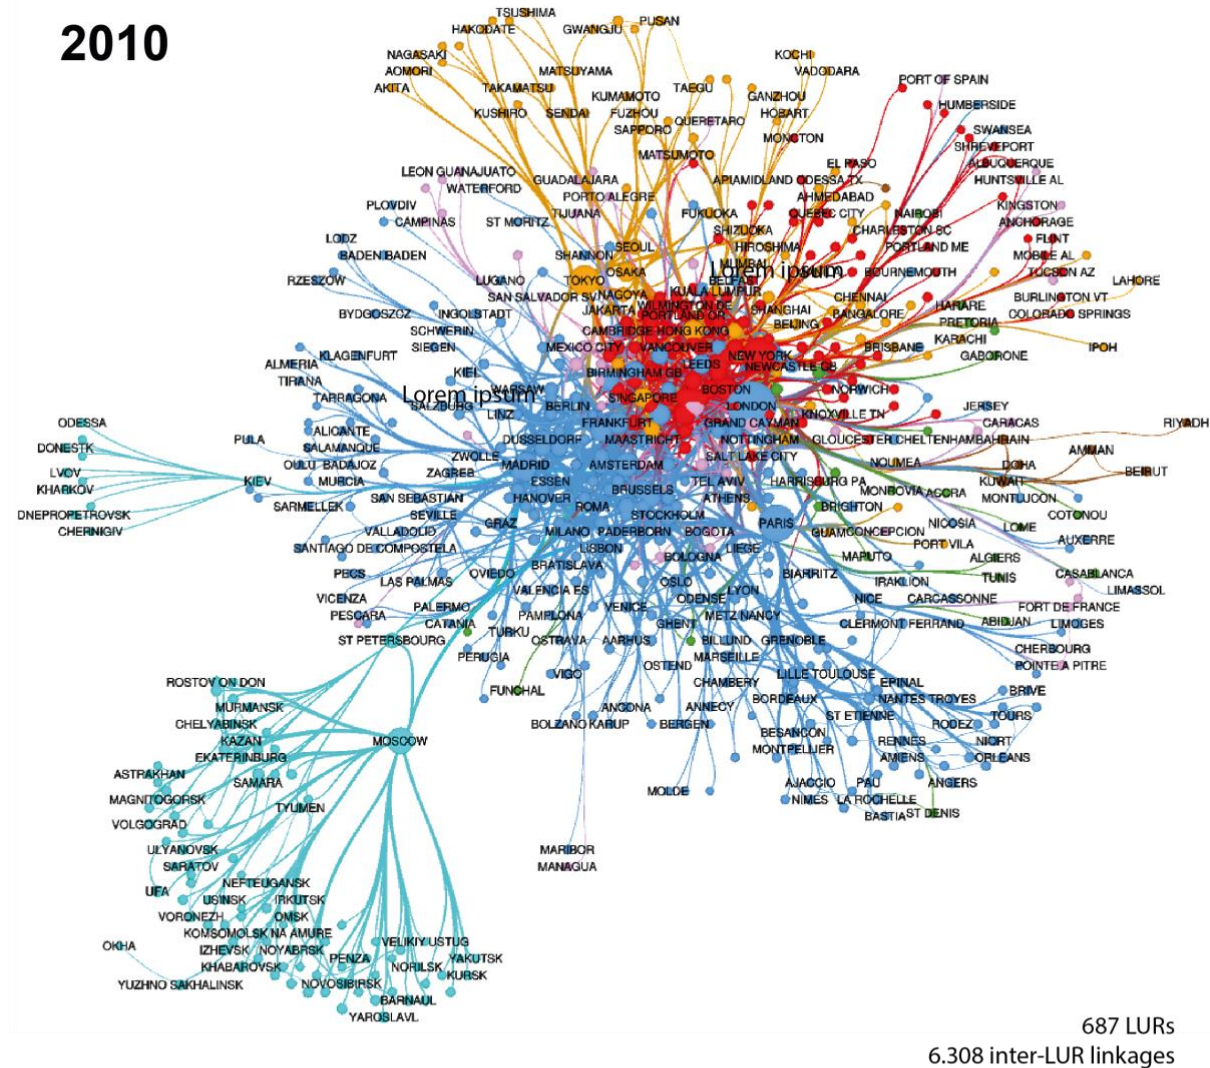 2010
TSUSHIMA
HAKODATE
GWANGJU
PUSAN
NAGASAKI
KOCHI
AOMORI
MATSUYAMA
VADODARA
AKITA
TAKAMATSU
TAEGU
PORT OF SPAIN
KUMAMOTO
GANZHOU
HUMBERSIDE
KUSHIRO
SENDAI
FUZHOU
HOBART
QUERETARO
SAPPORO
SWANSEA
MONCTON
SHREVEPORT
MATSUMOTO
EL PASO
ALBUQUERQUE
LEON GUANAJUATO
GUADALAJARA
APIA
MIDLAND ODESSA TX
HUNTSVILLE AL
WATERFORD
PORTO ALEGRE
AHMEDABAD
PLOVDIV
KINGSTON
CAMPINAS
ST MORITZ
TIJUANA
FUKUOKA
QUEBEC CITY
NAIROBI
ANCHORAGE
SHIZUOKA
CHARLESTON SC
LODZ
SEOUL
HIROSHIMA
PORTLAND ME
FLINT
BADEN BADEN
SHANNON
MUMBAI
MOBILE AL
Lorem ipsum
RZESZOW
LUGANO
TOKYO
OSAKA
BELFAST
BOURNEMOUTH
TUCSON AZ
LAHORE
SAN SALVADOR SV
NAGOYA
KUALA LUMPUR
CHENNAI
BURLINGTON VT
BYDGOSZCZ
INGOLSTADT
JAKARTA
WILMINGTON DE
PORTLAND OR
SHANGHAI
BANGALORE
HARARE
COLORADO SPRINGS
SCHWERIN
CAMBRIDGE
HONG KONG
BEIJING
PRETORIA
SIEGEN
MEXICO CITY
VANCOUVER
BRISBANE
KARACHI
IPOH
KLAGENFURT
NEW YORK
GABORONE
ALMERIA
KIEL
BIRMINGHAM GB
LEEDS
NEWCASTLE GB
TIRANA
WARSAW
BOSTON
NORWICH
Lorem ipsum
TARRAGONA
SALZBURG
BERLIN
SINGAPORE
LONDON
JERSEY
LINZ
KNOXVILLE TN
ODESSA
FRANKFURT
GRAND CAYMAN
CARACAS
RIYADH
ALICANTE
PULA
DUSSELDORF
MAASTRICHT
NOTTINGHAM
GLOUCESTER CHELTENHAM
BAHRAIN
DONESTK
SALAMANQUE
ZWOLLE
SALT LAKE CITY
AMMAN
OULU
BADAJOZ
MADRID
AMSTERDAM
NOUMEA
DOHA
LVOV
ZAGREB
BEIRUT
KIEV
MURCIA
ESSEN
TEL AVIV
HARRISBURG PA
KUWAIT
KHARKOV
BRUSSELS
MONROVIA
ACCRA
SAN SEBASTIAN
HANOVER
ATHENS
MONTLUCON
SARMELLEK
ROMA
BRIGHTON
DNEPROPETROVSK
SEVILLE
STOCKHOLM
COTONOU
GRAZ
PARIS
NICOSIA
LOME
CHERNIGIV
VALLADOLID
MILANO
PADERBORN
BOGOTA
GUAM
CONCEPCION
AUXERRE
SANTIAGO DE COMPOSTELA
LISBON
LIEGE
PORT VILA
BOLOGNA
MAPUTO
ALGIERS
BRATISLAVA
PECS
OVIEDO
BIARRITZ
CASABLANCA
LAS PALMAS
OSLO
IRAKLION
TUNIS
VALENCIA ES
LYON
LIMASSOL
VICENZA
ODENSE
NICE
CARCASSONNE
PALERMO
VENICE
FORT DE FRANCE
PESCARA
PAMPLONA
METZ NANCY
CATANIA
GHENT
CLERMONT FERRAND
ABIDJAN
LIMOGES
TURKU
ST PETERSBOURG
OSTRAVA
AARHUS
BILLUND
GRENOBLE
CHERBOURG
PERUGIA
MARSEILLE
OSTEND
POINTE A PITRE
VIGO
LILLE
TOULOUSE
ROSTOV ON DON
CHAMBERY
EPINAL
FUNCHAL
BRIVE
BORDEAUX
NANTES
TROYES
MURMANSK
ANCONA
ANNECY
ST ETIENNE
TOURS
CHELYABINSK
BOLZANO
KARUP
BERGEN
RODEZ
BESANCON
KAZAN
MOSCOW
RENNES
NIORT
MONTPELLIER
EKATERINBURG
AMIENS
ORLEANS
ASTRAKHAN
SAMARA
AJACCIO
PAU
ANGERS
MOLDE
MAGNITOGORSK
NIMES
LA ROCHELLE
TYUMEN
BASTIA
ST DENIS
VOLGOGRAD
ULYANOVSK
MARIBOR
SARATOV
MANAGUA
NEFTEUGANSK
UFA
USINSK
IRKUTSK
VORONEZH
OMSK
KOMSOMOLSK NA AMURE
OKHA
IZHEVSK
NOYABRSK
VELIKIY USTUG
PENZA
YAKUTSK
KHABAROVSK
NORILSK
KURSK
YUZHNO SAKHALINSK
NOVOSIBIRSK
BARNAUL
YAROSLAVL
687 LURs
6.308 inter-LUR linkages